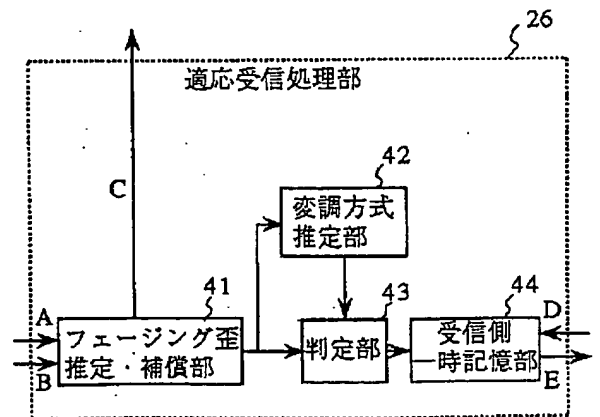 26
適応受信処理部
C
42
変調方式
推定部
41
43
44
A
D
フェージング歪
推定・補償部
判定部
受信側
一時記憶部
B
E